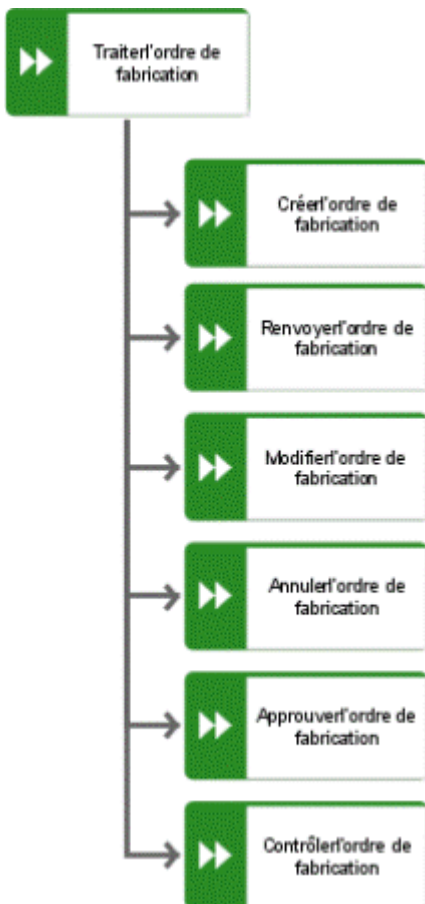 Traiterl'ordre de
fabrication
Créerl'ordre de
fabrication
Renvoyerl'ordre de
fabrication
Modifierl'ordre de
fabrication
Annulerl'ordre de
fabrication
Approuverl'ordre de
fabrication
Contrôlerl'ordre de
fabrication